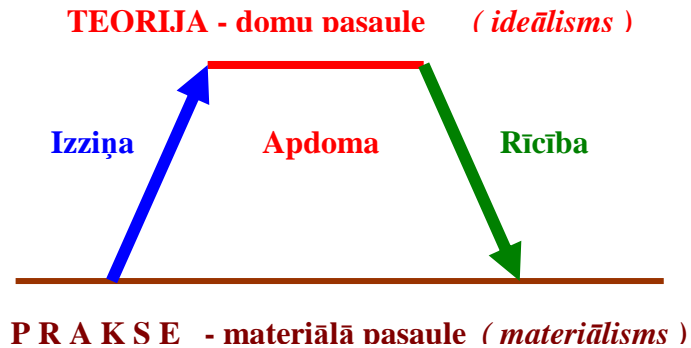 TEORIJA - domu pasaule ( ideālisms )
Izziņa Apdoma Rīcība
P R A K S E - materiālā pasaule ( materiālisms )